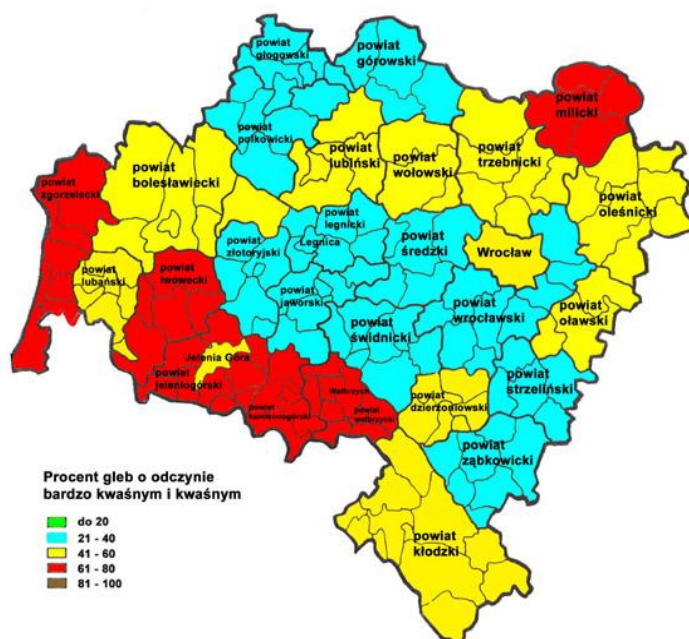 powiat
głogowski
powiat
górowski
powiat
milicki
powiat
polkowicki
powiat
lubiński
powiat
wołowski
powiat
trzebnicki
powiat
bolesławiecki
powiat
zgorzelecki
powiat
oleśnicki
powiat
legnicki
Legnica
powiat
złotoryjski
powiat
średzki
Wrocław
powiat
lubański
powiat
lwówecki
powiat
jaworski
powiat
wrocławski
powiat
oławski
powiat
świdnicki
Jelenia Góra
powiat
jeleniogórski
powiat
strzeliński
Wałbrzych
powiat
kamiennogórski
powiat
wałbrzyski
powiat
dzierżoniowski
powiat
ząbkowicki
powiat
kłodzki
Procent gleb o odczynie
bardzo kwaśnym i kwaśnym
do 20
21 - 40
41 - 60
61 - 80
81 - 100